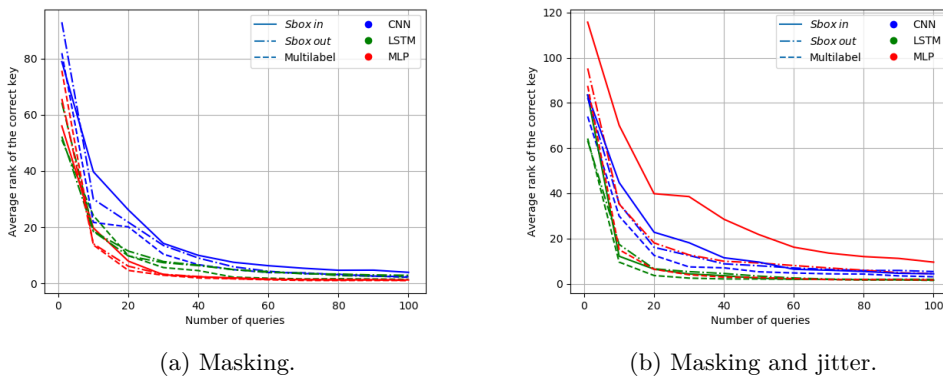 Average rank of the correct key
80
60
40
20
0
0 20 40 60 80 100
Number of queries
Sbox in
Sbox out
Multilabel
CNN
LSTM
MLP
(a) Masking.
Average rank of the correct key
120
100
80
60
40
20
0
0 20 40 60 80 100
Number of queries
Sbox in
Sbox out
Multilabel
CNN
LSTM
MLP
(b) Masking and jitter.